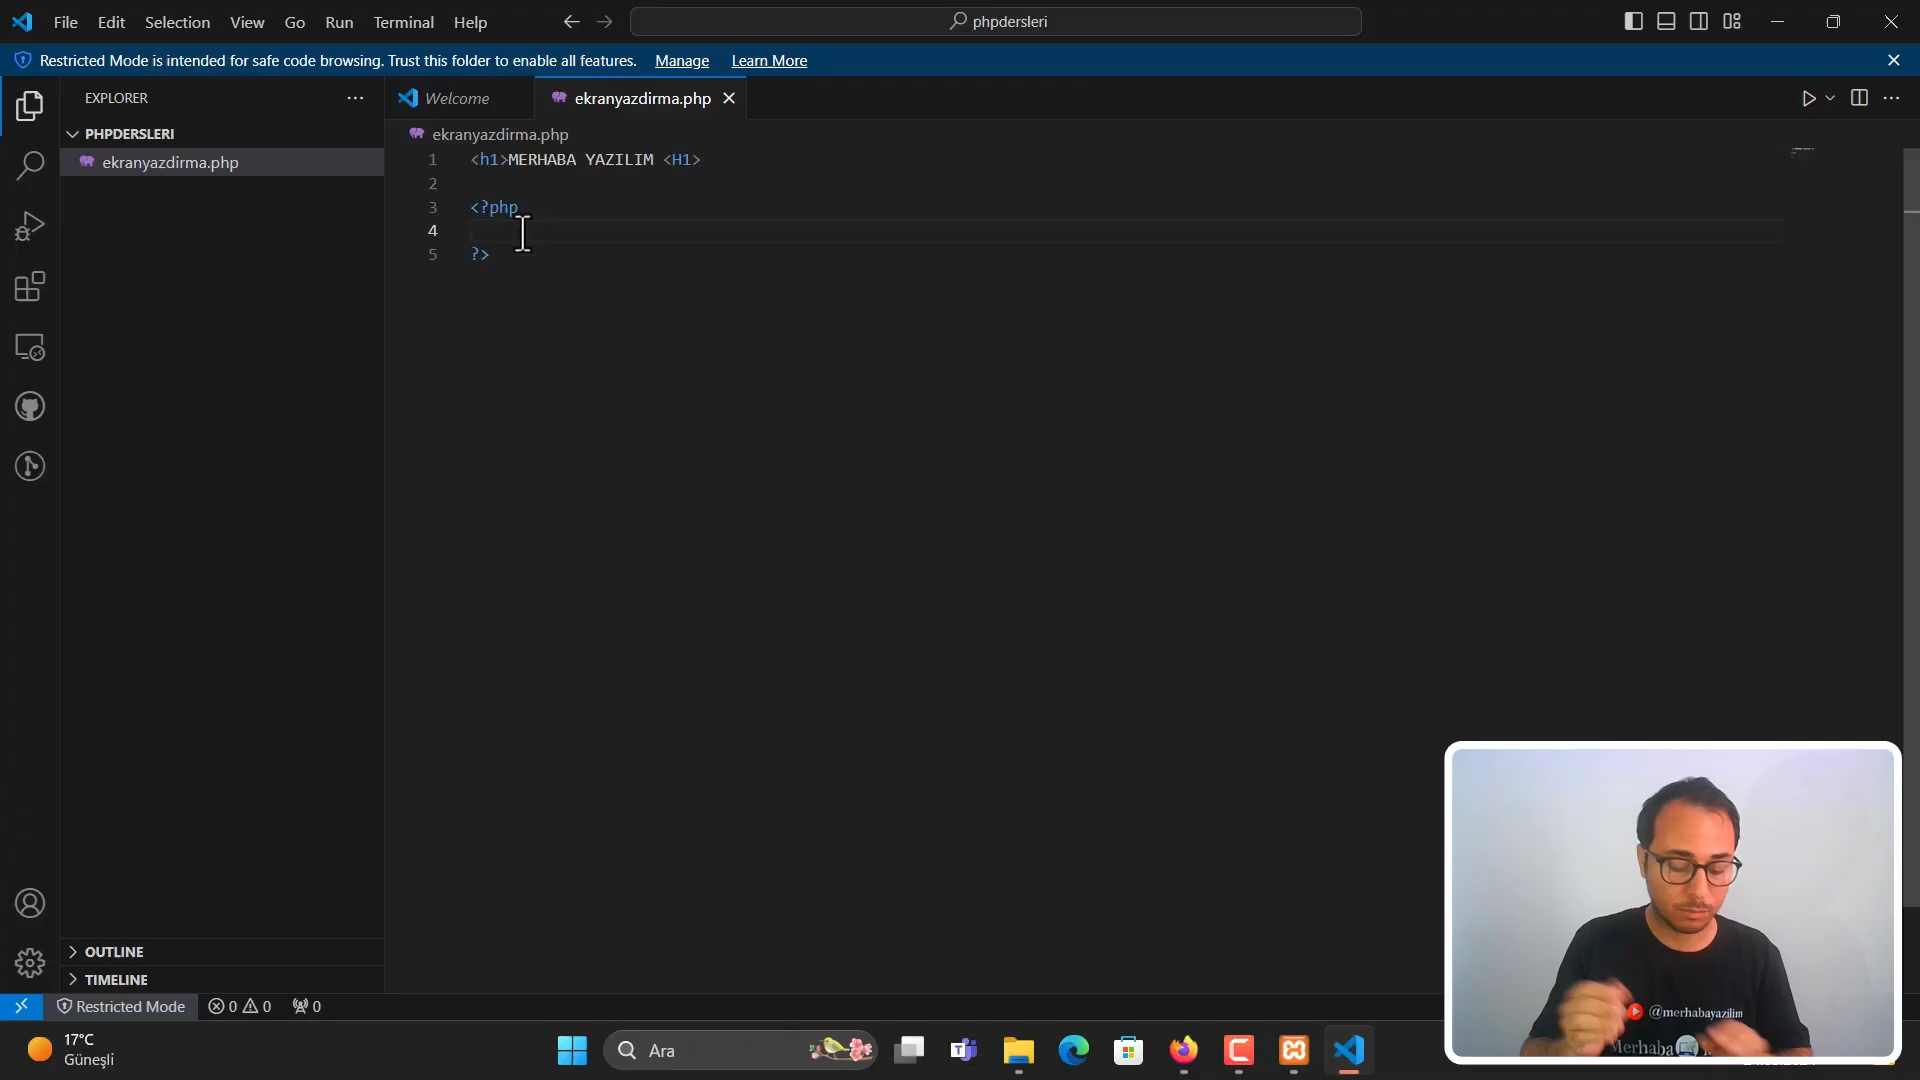 File Edit Selection View Go Run Terminal Help
phpdersleri
Restricted Mode is intended for safe code browsing. Trust this folder to enable all features. Manage Learn More
EXPLORER
Welcome
ekranyazdirma.php
PHPDERSLERI
ekranyazdirma.php
ekranyazdirma.php
1 <h1>MERHABA YAZILIM <H1>
2
3 <?php
4
5 ?>
OUTLINE
TIMELINE
Restricted Mode 0 0 0
@merhabayazilim
Merhaba
17°C
Güneşli
Ara